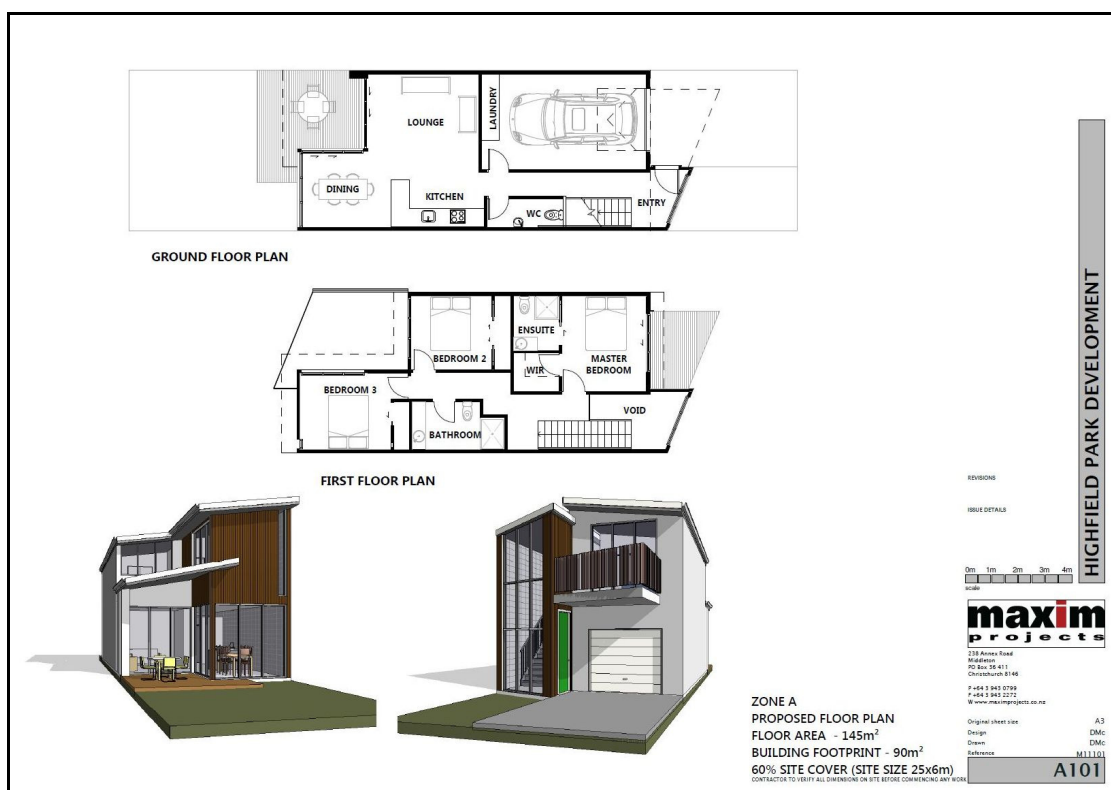 LOUNGE
LAUNDRY
DINING
KITCHEN
WC
ENTRY
GROUND FLOOR PLAN
BEDROOM 2
ENSUITE
MASTER
BEDROOM
WIR
BEDROOM 3
VOID
BATHROOM
FIRST FLOOR PLAN
HIGHFIELD PARK DEVELOPMENT
REVISIONS
ISSUE DETAILS
0m 1m 2m 3m 4m
scale
maxim
projects
238 Annex Road
Middleton
PO Box 36 411
Christchurch 8146
P +64 3 943 0799
F +64 3 943 2272
W www.maximprojects.co.nz
Original sheet size A3
Design DMc
Drawn DMc
Reference M11101
A101
ZONE A
PROPOSED FLOOR PLAN
FLOOR AREA - 145m²
BUILDING FOOTPRINT - 90m²
60% SITE COVER (SITE SIZE 25x6m)
CONTRACTOR TO VERIFY ALL DIMENSIONS ON SITE BEFORE COMMENCING ANY WORK